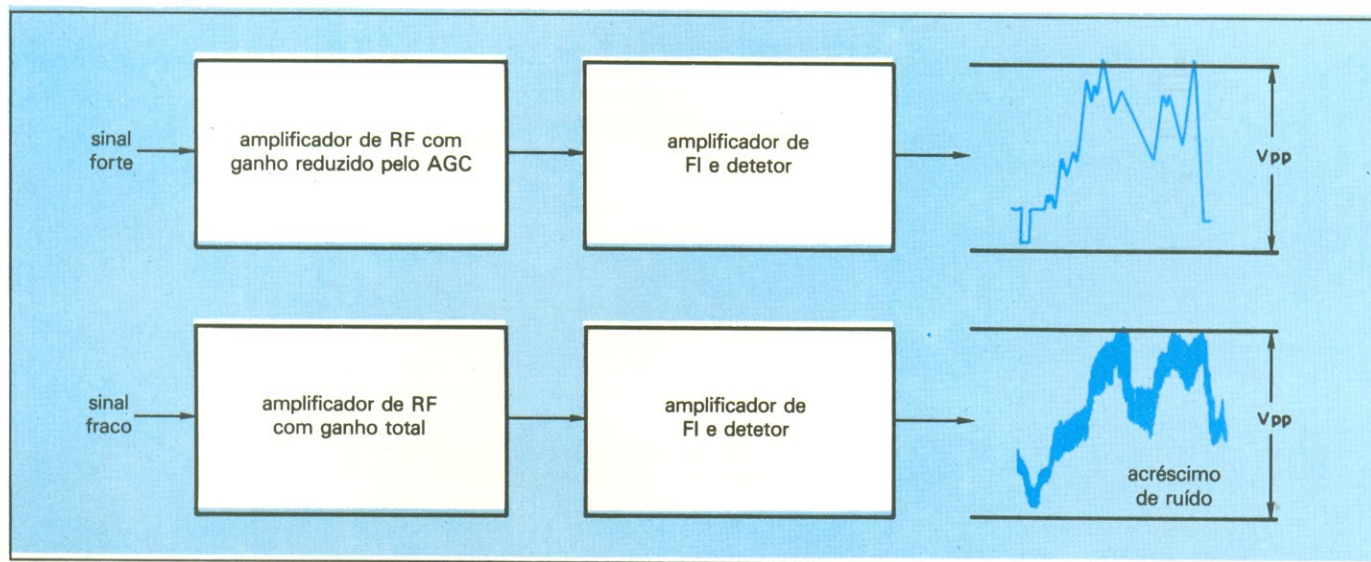 sinal
forte
amplificador de RF com
ganho reduzido pelo AGC
amplificador de
FI e detetor
Vpp
sinal
fraco
amplificador de RF
com ganho total
amplificador de
FI e detetor
Vpp
acréscimo
de ruído